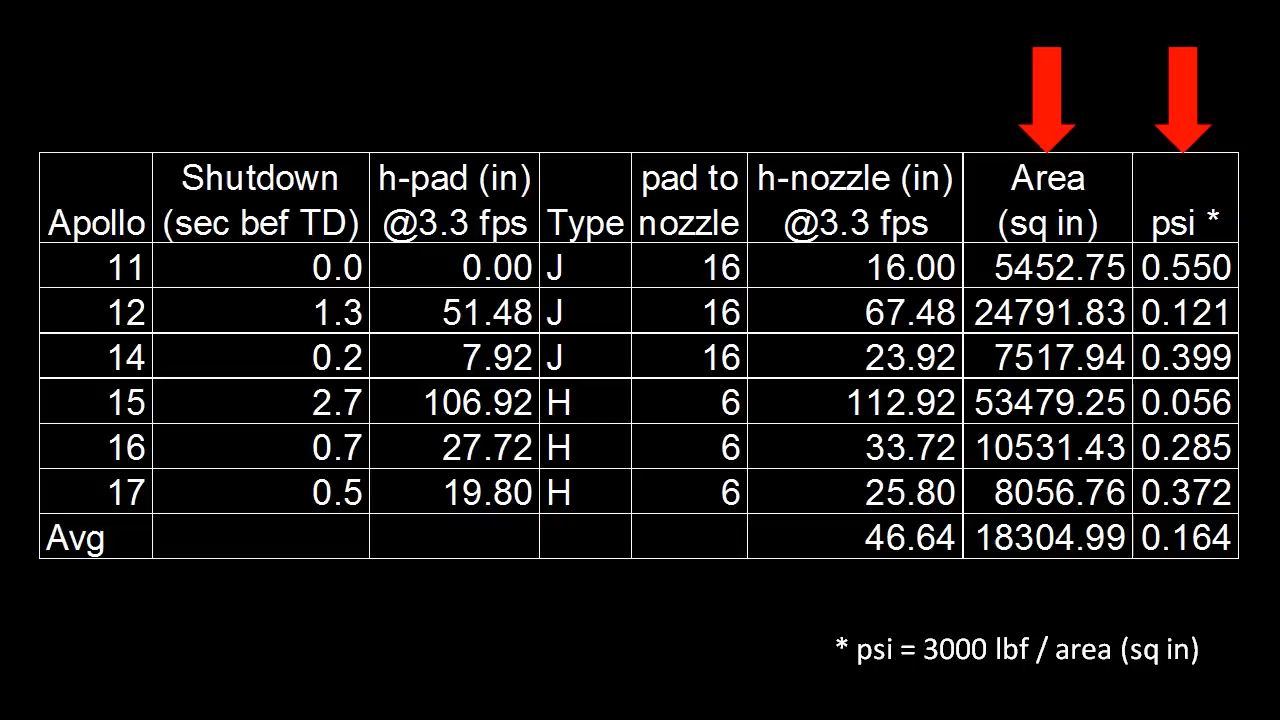 Apollo Shutdown (sec bef TD) h-pad (in) @3.3 fps Type pad to nozzle h-nozzle (in) @3.3 fps Area (sq in) psi *
11 0.0 0.00 J 16 16.00 5452.75 0.550
12 1.3 51.48 J 16 67.48 24791.83 0.121
14 0.2 7.92 J 16 23.92 7517.94 0.399
15 2.7 106.92 H 6 112.92 53479.25 0.056
16 0.7 27.72 H 6 33.72 10531.43 0.285
17 0.5 19.80 H 6 25.80 8056.76 0.372
Avg 46.64 18304.99 0.164
* psi = 3000 lbf / area (sq in)